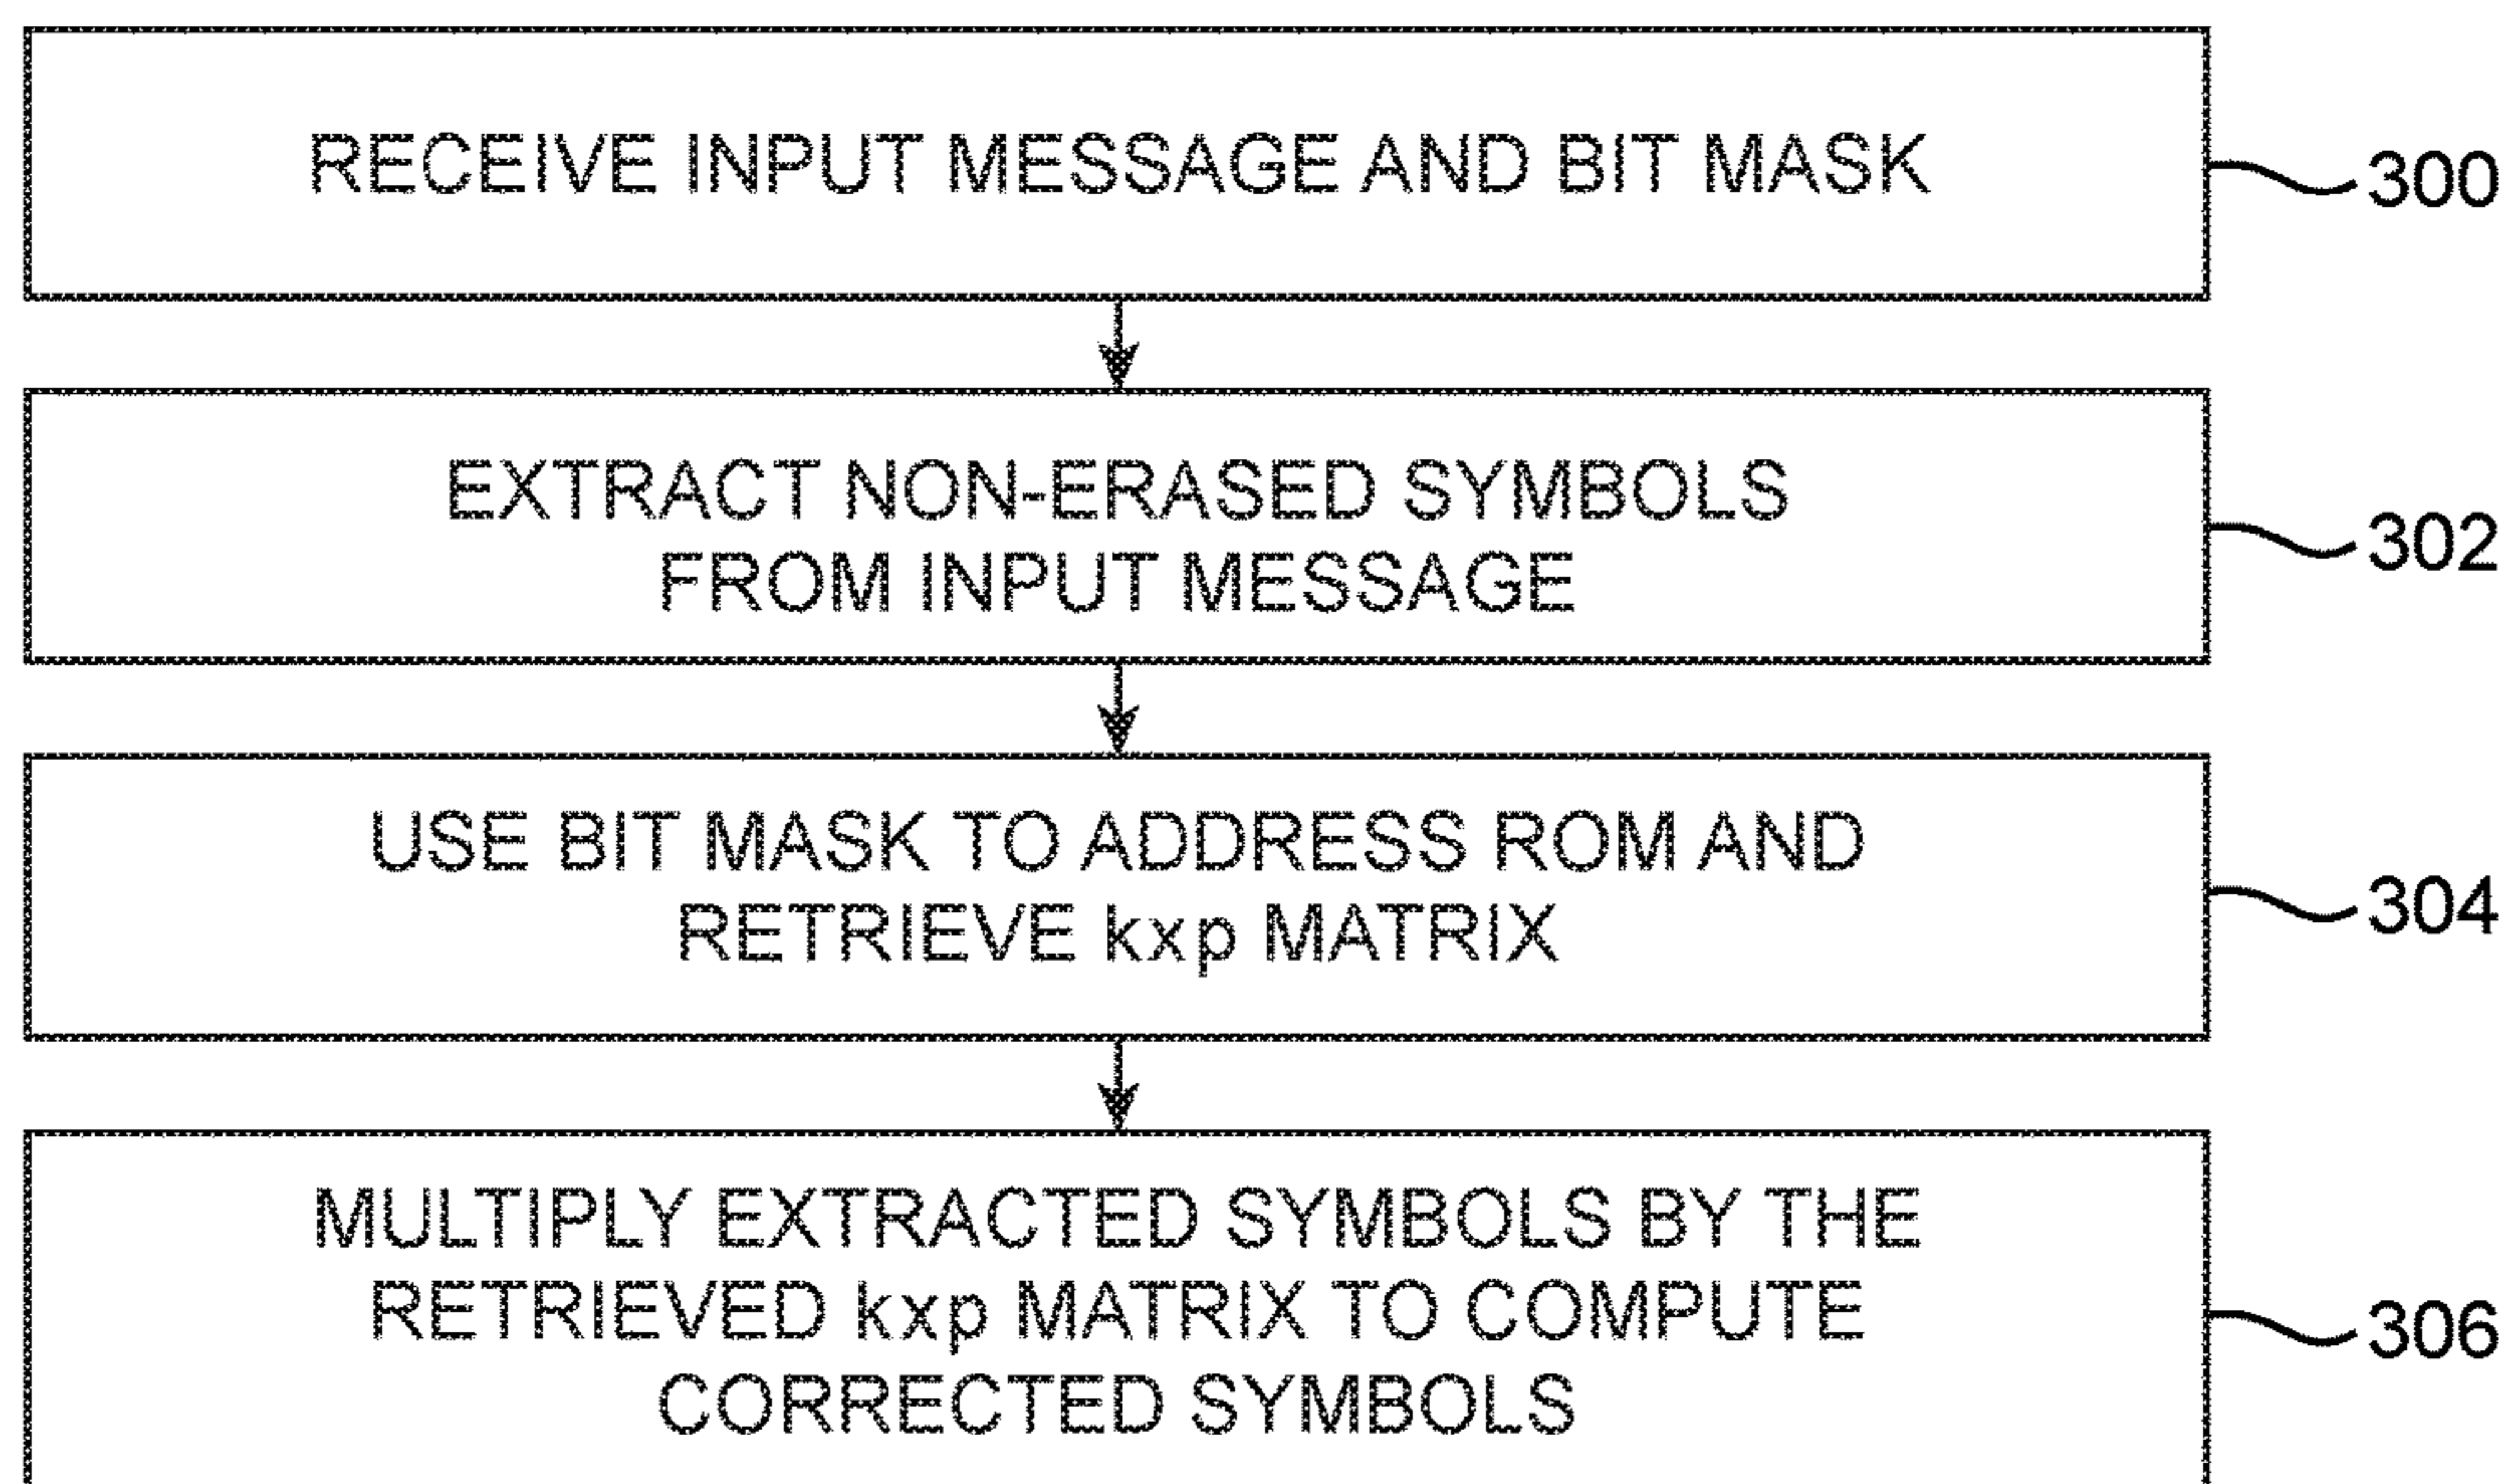 RECEIVE INPUT MESSAGE AND BIT MASK
300
EXTRACT NON-ERASED SYMBOLS
FROM INPUT MESSAGE
302
USE BIT MASK TO ADDRESS ROM AND
RETRIEVE kxp MATRIX
304
MULTIPLY EXTRACTED SYMBOLS BY THE
RETRIEVED kxp MATRIX TO COMPUTE
CORRECTED SYMBOLS
306